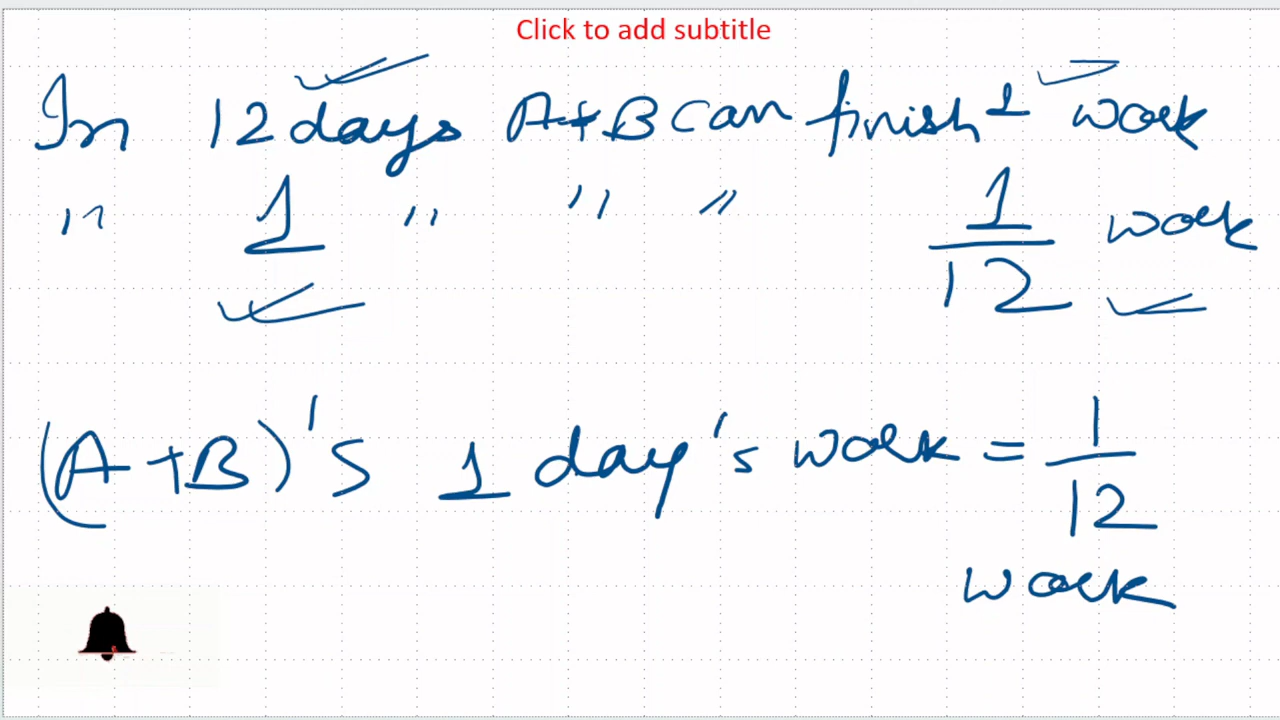 Click to add subtitle
In 12 days A+B can finish 1 work
" 1 " " " 1/12 work
(A+B)'s 1 day's work = 1/12
work